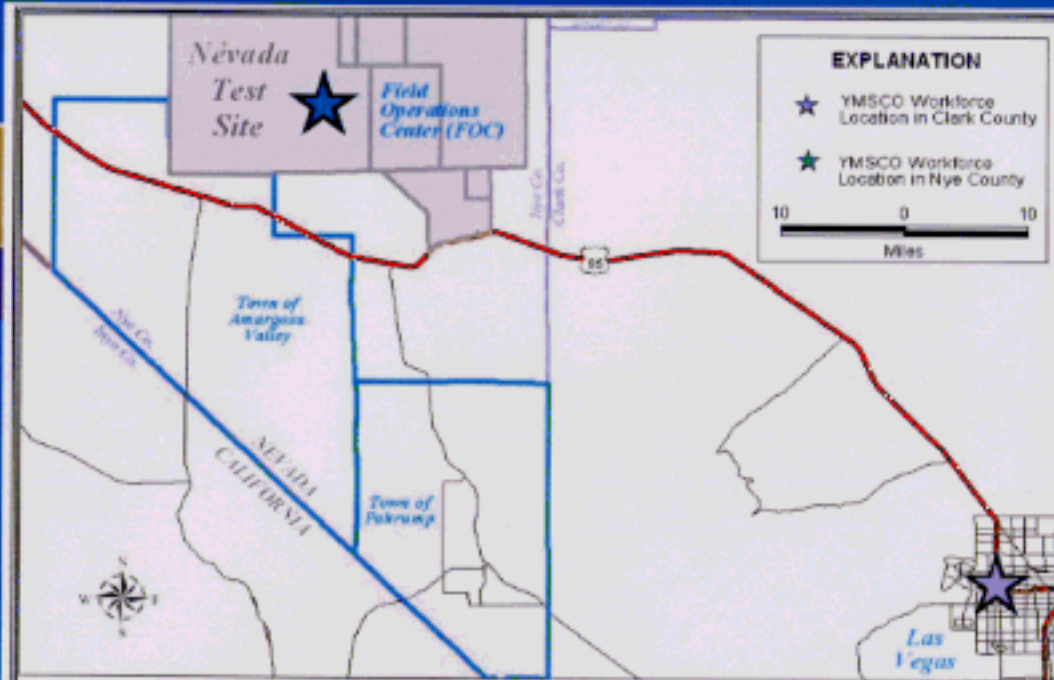 Nevada
Test
Site
Field
Operations
Center (FOC)
EXPLANATION
YMSCO Workforce
Location in Clark County
YMSCO Workforce
Location in Nye County
10 0 10
Miles
Nye Co.
Clark Co.
95
Town of
Amargosa
Valley
Nye Co.
Inyo Co.
NEVADA
CALIFORNIA
Town of
Pahrump
N
W E
S
Las
Vegas